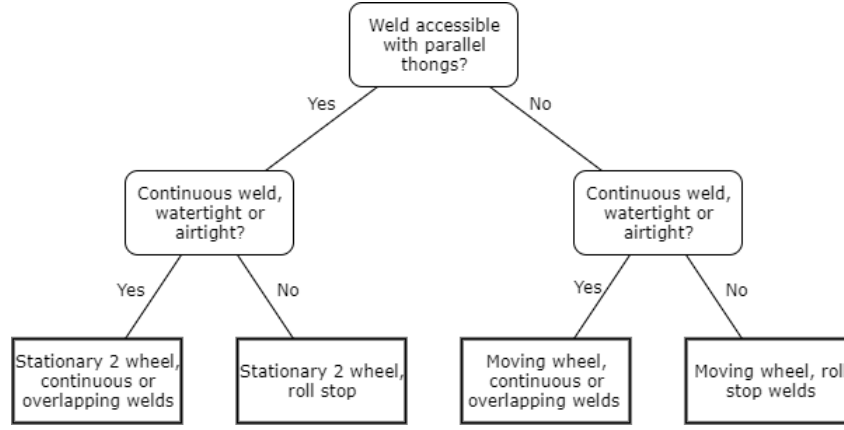 Weld accessible
with parallel
thongs?
Yes
No
Continuous weld,
watertight or
airtight?
Continuous weld,
watertight or
airtight?
Yes
No
Yes
No
Stationary 2 wheel,
continuous or
overlapping welds
Stationary 2 wheel,
roll stop
Moving wheel,
continuous or
overlapping welds
Moving wheel, roll
stop welds